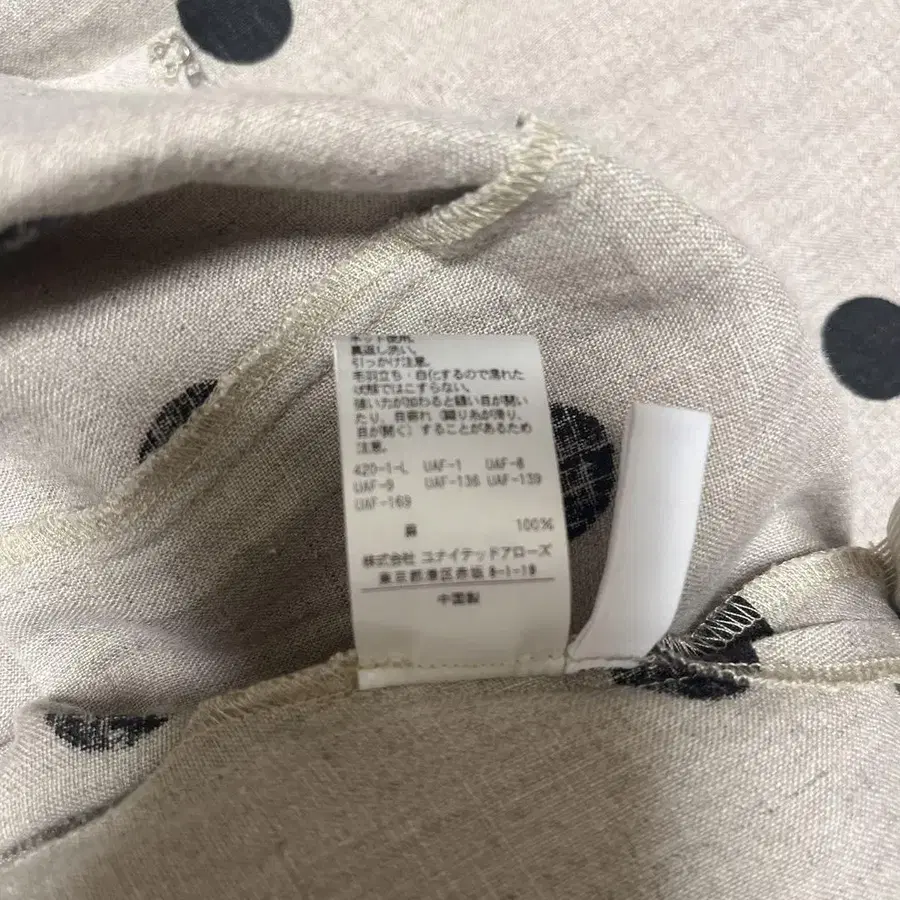 ネット使用。
裏返し洗い。
引っかけ注意。
毛羽立ち・白化するので濡れた
状態ではこすらない。
強い力が加わると縫い目が開い
たり、目寄れ（織り糸が滑り、
目が開く）することがあるため
注意。
420-1-L UAF-1 UAF-8
UAF-9 UAF-136 UAF-139
UAF-169
麻 100%
株式会社 ユナイテッドアローズ
東京都港区赤坂 8-1-19
中国製